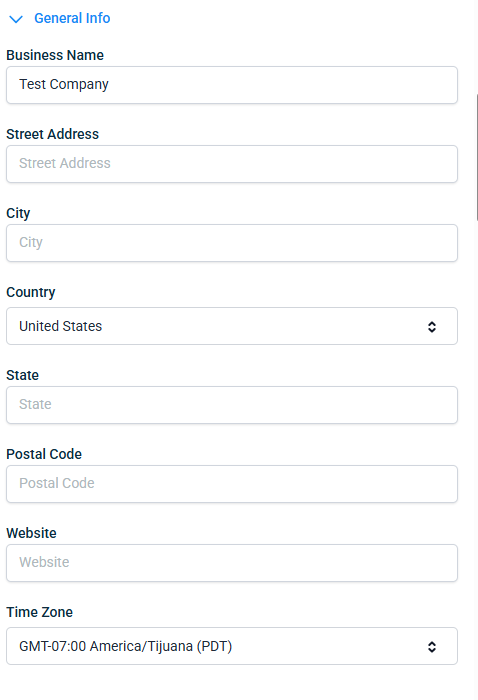 General Info
Business Name
Test Company
Street Address
Street Address
City
City
Country
United States
State
State
Postal Code
Postal Code
Website
Website
Time Zone
GMT-07:00 America/Tijuana (PDT)